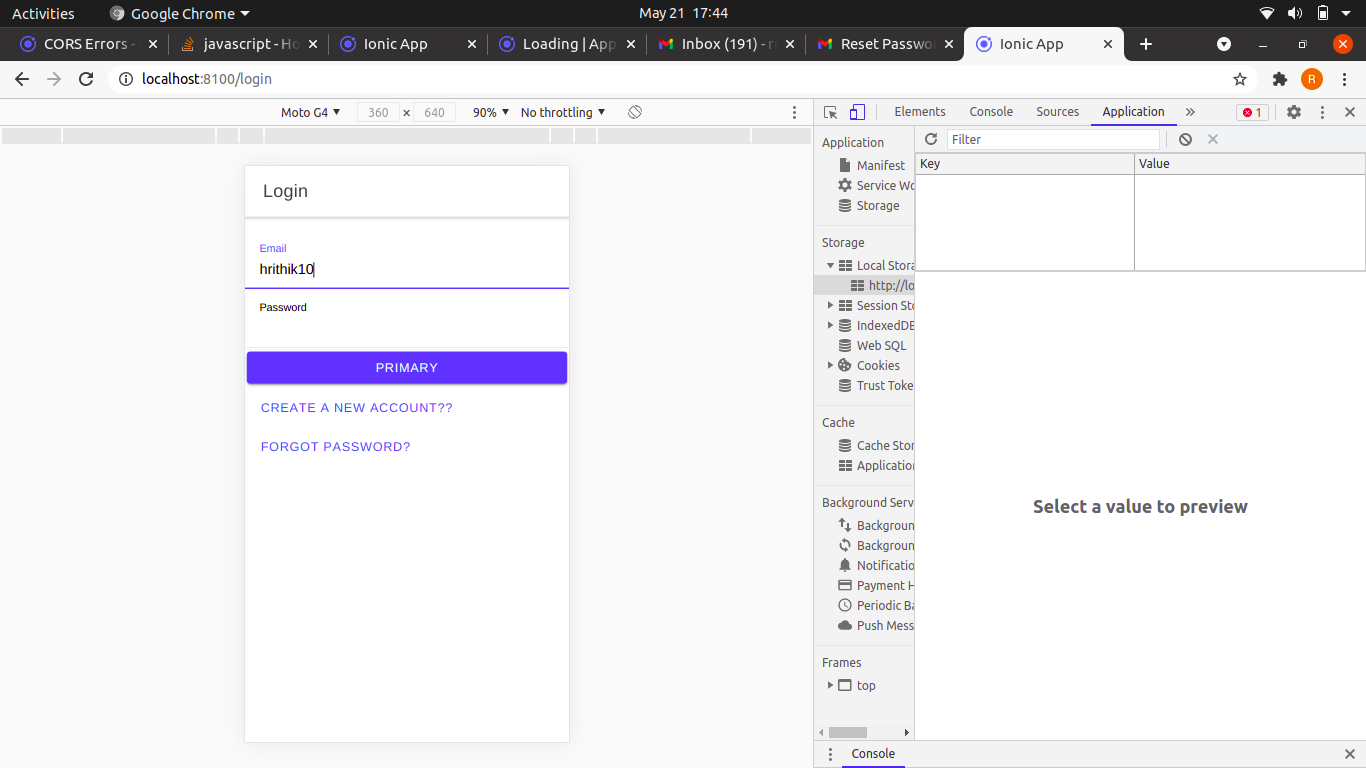 Activities Google Chrome May 21 17:44
CORS Errors - javascript - Ho Ionic App Loading | App Inbox (191) - r Reset Passwo Ionic App
localhost:8100/login R
Moto G4 360 × 640 90% No throttling
Elements Console Sources Application » 1
Login
Email
hrithik10
Password
PRIMARY
CREATE A NEW ACCOUNT??
FORGOT PASSWORD?
Application
Manifest
Service Wo
Storage
Storage
Local Stora
http://lo
Session Sto
IndexedDB
Web SQL
Cookies
Trust Toke
Cache
Cache Stor
Application
Background Serv
Backgroun
Backgroun
Notificatio
Payment H
Periodic Ba
Push Mess
Frames
top
Filter
Key Value
Select a value to preview
Console